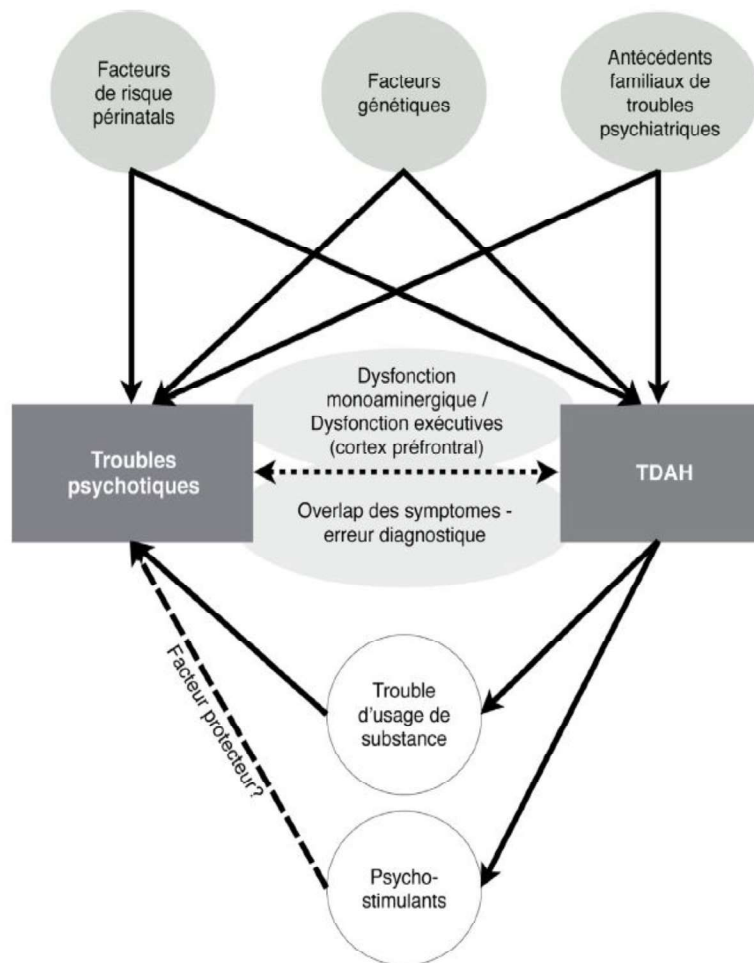 Facteurs
de risque
périnatals
Facteurs
génétiques
Antécédents
familiaux de
troubles
psychiatriques
Dysfonction
monoaminergique /
Dysfonction exécutives
(cortex préfrontal)
Troubles
psychotiques
TDAH
Overlap des symptomes -
erreur diagnostique
Facteur protecteur?
Trouble
d'usage de
substance
Psycho-
stimulants